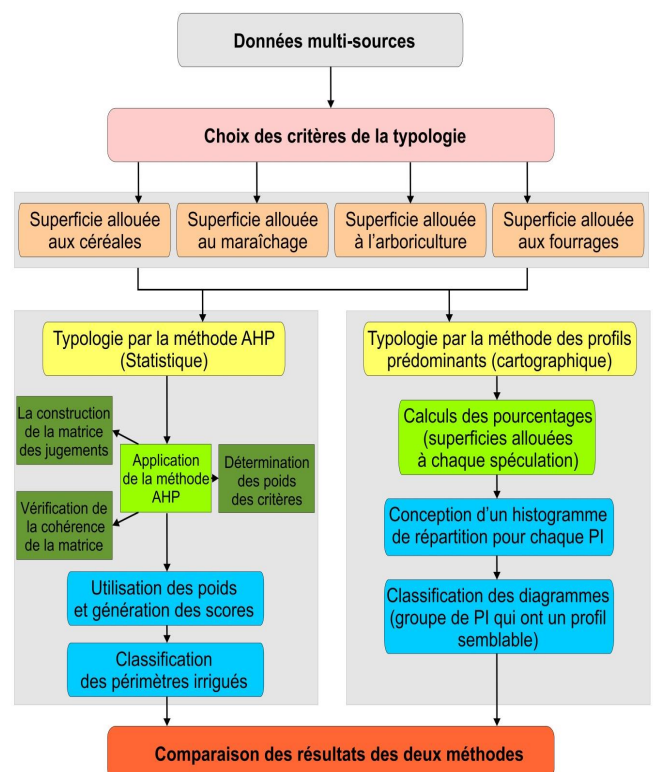 Données multi-sources
Choix des critères de la typologie
Superficie allouée
aux céréales
Superficie allouée
au maraîchage
Superficie allouée
à l'arboriculture
Superficie allouée
aux fourrages
Typologie par la méthode AHP
(Statistique)
La construction
de la matrice
des jugements
Application
de la méthode
AHP
Détermination
des poids
des critères
Vérification de
la cohérence
de la matrice
Utilisation des poids
et génération des scores
Classification
des périmètres irrigués
Typologie par la méthode des profils
prédominants (cartographique)
Calculs des pourcentages
(superficies allouées
à chaque spéculation)
Conception d'un histogramme
de répartition pour chaque PI
Classification des diagrammes
(groupe de PI qui ont un profil
semblable)
Comparaison des résultats des deux méthodes